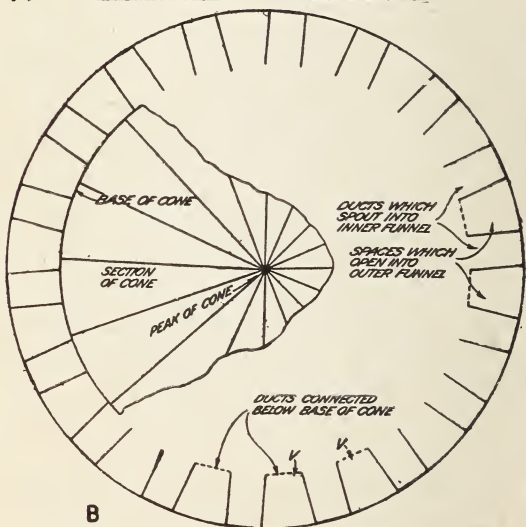 BASE OF CONE
SECTION
OF CONE
PEAK OF CONE
DUCTS WHICH
SPOUT INTO
INNER FUNNEL
SPACES WHICH
OPEN INTO
OUTER FUNNEL
DUCTS CONNECTED
BELOW BASE OF CONE
V
V
B